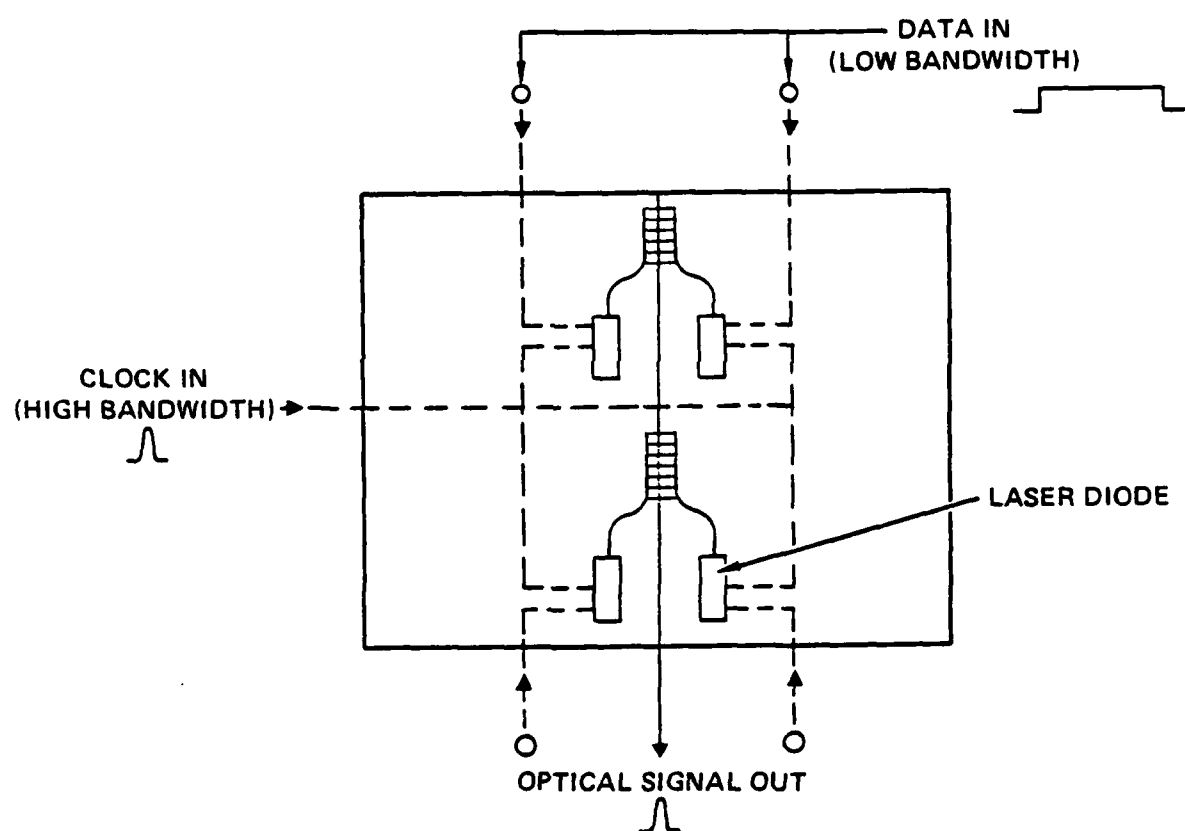 DATA IN
(LOW BANDWIDTH)
CLOCK IN
(HIGH BANDWIDTH)
LASER DIODE
OPTICAL SIGNAL OUT